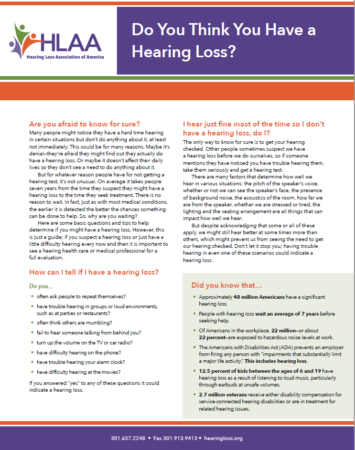 HLAA
Hearing Loss Association of America
Do You Think You Have a
Hearing Loss?
Are you afraid to know for sure?
Many people might notice they have a hard time hearing
in certain situations but don't do anything about it, at least
not immediately. This could be for many reasons. Maybe it's
denial–they're afraid they might find out they actually do
have a hearing loss. Or maybe it doesn't affect their daily
lives so they don't see a need to do anything about it.
But for whatever reason people have for not getting a
hearing test, it's not unusual. On average it takes people
seven years from the time they suspect they might have a
hearing loss to the time they seek treatment. There is no
reason to wait. In fact, just as with most medical conditions,
the earlier it is detected the better the chances something
can be done to help. So, why are you waiting?
Here are some basic questions and tips to help
determine if you might have a hearing loss. However, this
is just a guide; if you suspect a hearing loss or just have a
little difficulty hearing every now and then it is important to
see a hearing health care or medical professional for a
full evaluation.
How can I tell if I have a hearing loss?
Do you...
• often ask people to repeat themselves?
• have trouble hearing in groups or loud environments,
such as at parties or restaurants?
• often think others are mumbling?
• fail to hear someone talking from behind you?
• turn up the volume on the TV or car radio?
• have difficulty hearing on the phone?
• have trouble hearing your alarm clock?
• have difficulty hearing at the movies?
If you answered "yes" to any of these questions it could
indicate a hearing loss.
I hear just fine most of the time so I don't
have a hearing loss, do I?
The only way to know for sure is to get your hearing
checked. Other people sometimes suspect we have
a hearing loss before we do ourselves, so if someone
mentions they have noticed you have trouble hearing them,
take them seriously and get a hearing test.
There are many factors that determine how well we
hear in various situations: the pitch of the speaker's voice,
whether or not we can see the speaker's face, the presence
of background noise, the acoustics of the room, how far we
are from the speaker, whether we are stressed or tired, the
lighting and the seating arrangement are all things that can
impact how well we hear.
But despite acknowledging that some or all of these
apply, we might still hear better at some times more than
others, which might prevent us from seeing the need to get
our hearing checked. Don't let it stop you; having trouble
hearing in even one of these scenarios could indicate a
hearing loss.
Did you know that...
• Approximately 48 million Americans have a significant
hearing loss.
• People with hearing loss wait an average of 7 years before
seeking help.
• Of Americans in the workplace, 22 million–or about
22 percent–are exposed to hazardous noise levels at work.
• The Americans with Disabilities Act (ADA) prevents an employer
from firing any person with "impairments that substantially limit
a major life activity." This includes hearing loss.
• 12.5 percent of kids between the ages of 6 and 19 have
hearing loss as a result of listening to loud music, particularly
through earbuds at unsafe volumes.
• 2.7 million veterans receive either disability compensation for
service-connected hearing disabilities or are in treatment for
related hearing issues.
301.657.2248 • Fax 301.913.9413 • hearingloss.org